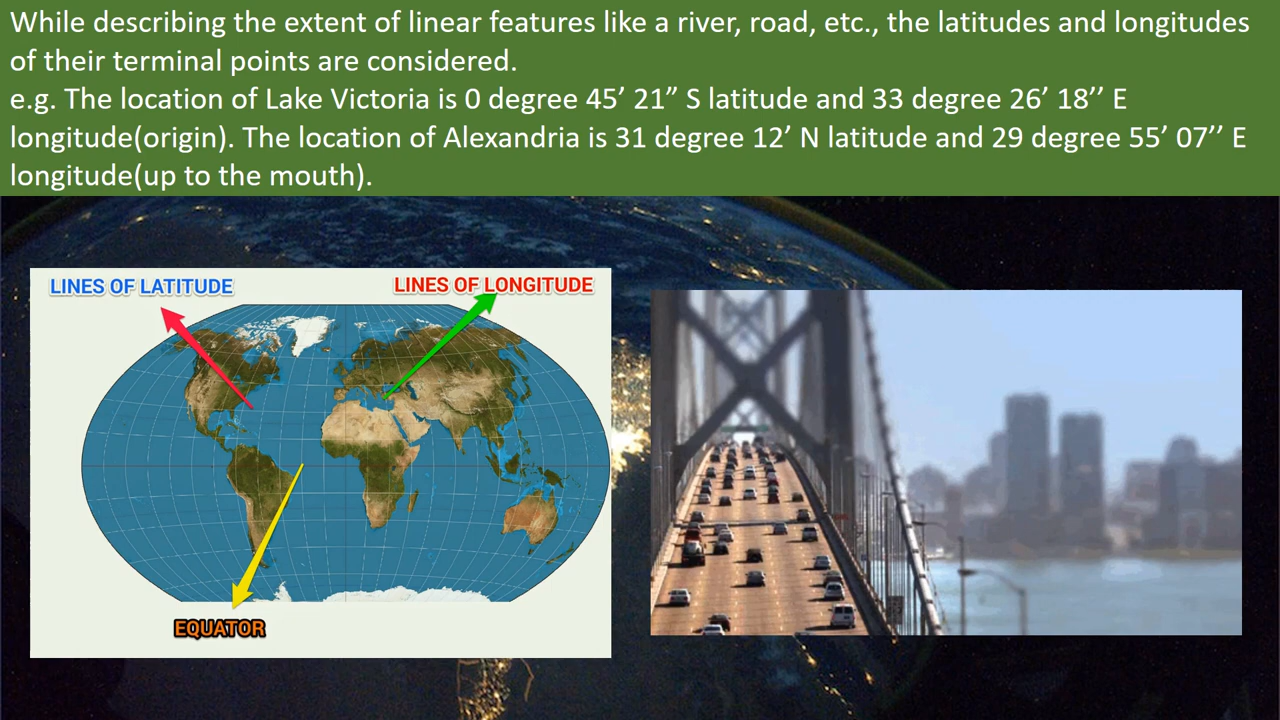 While describing the extent of linear features like a river, road, etc., the latitudes and longitudes
of their terminal points are considered.
e.g. The location of Lake Victoria is 0 degree 45’ 21” S latitude and 33 degree 26’ 18’’ E
longitude(origin). The location of Alexandria is 31 degree 12’ N latitude and 29 degree 55’ 07’’ E
longitude(up to the mouth).
LINES OF LATITUDE
LINES OF LONGITUDE
EQUATOR